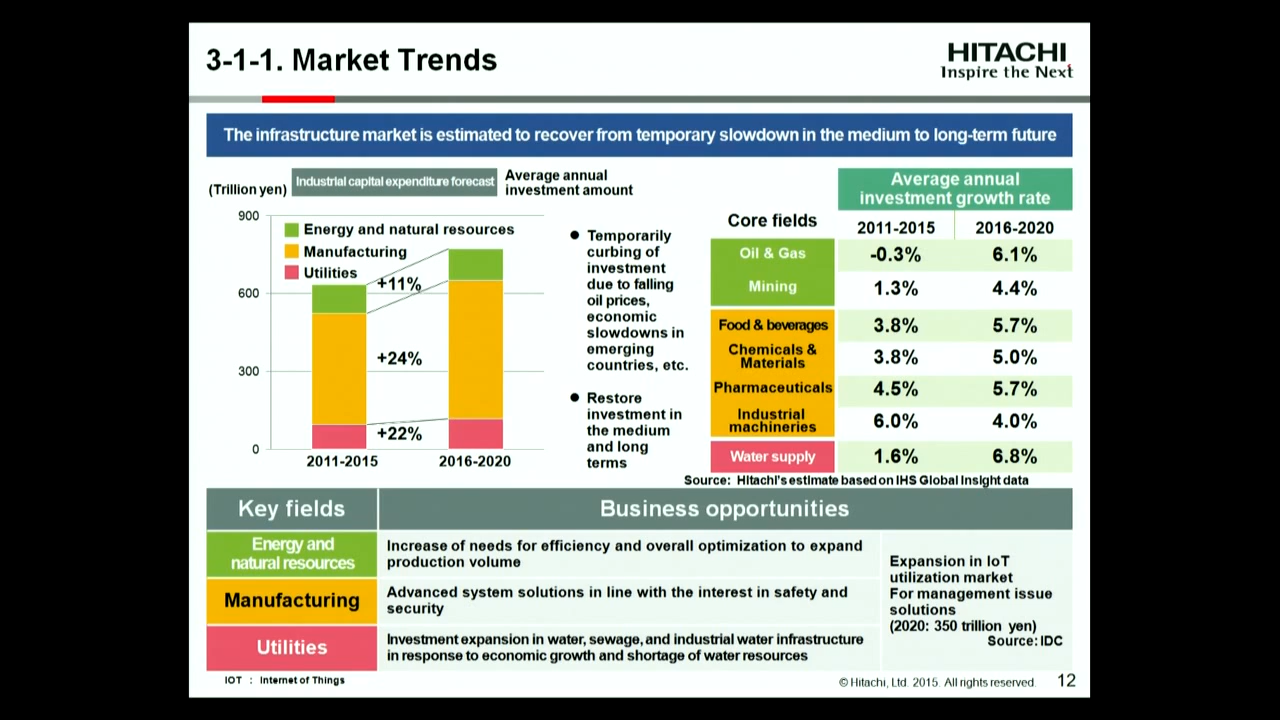 3-1-1. Market Trends
HITACHI
Inspire the Next
The infrastructure market is estimated to recover from temporary slowdown in the medium to long-term future
(Trillion yen)
Industrial capital expenditure forecast
Average annual
investment amount
900
600
300
0
Energy and natural resources
Manufacturing
Utilities
+11%
+24%
+22%
2011-2015
2016-2020
● Temporarily
curbing of
investment
due to falling
oil prices,
economic
slowdowns in
emerging
countries, etc.
● Restore
investment in
the medium
and long
terms
Average annual
investment growth rate
Core fields
2011-2015 2016-2020
Oil & Gas -0.3% 6.1%
Mining 1.3% 4.4%
Food & beverages 3.8% 5.7%
Chemicals &
Materials 3.8% 5.0%
Pharmaceuticals 4.5% 5.7%
Industrial
machineries 6.0% 4.0%
Water supply 1.6% 6.8%
Source: Hitachi's estimate based on IHS Global Insight data
Key fields
Business opportunities
Energy and
natural resources
Increase of needs for efficiency and overall optimization to expand
production volume
Manufacturing
Advanced system solutions in line with the interest in safety and
security
Utilities
Investment expansion in water, sewage, and industrial water infrastructure
in response to economic growth and shortage of water resources
Expansion in IoT
utilization market
For management issue
solutions
(2020: 350 trillion yen)
Source: IDC
IOT : Internet of Things
© Hitachi, Ltd. 2015. All rights reserved.
12